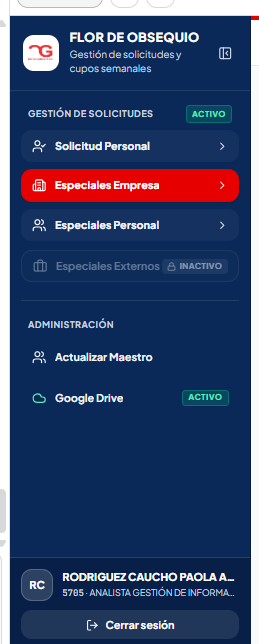 FLOR DE OBSEQUIO
Gestión de solicitudes y
cupos semanales
GESTIÓN DE SOLICITUDES
ACTIVO
Solicitud Personal
Especiales Empresa
Especiales Personal
Especiales Externos
INACTIVO
ADMINISTRACIÓN
Actualizar Maestro
Google Drive
ACTIVO
RC
RODRIGUEZ CAUCHO PAOLA A...
5705 · ANALISTA GESTIÓN DE INFORMA...
Cerrar sesión